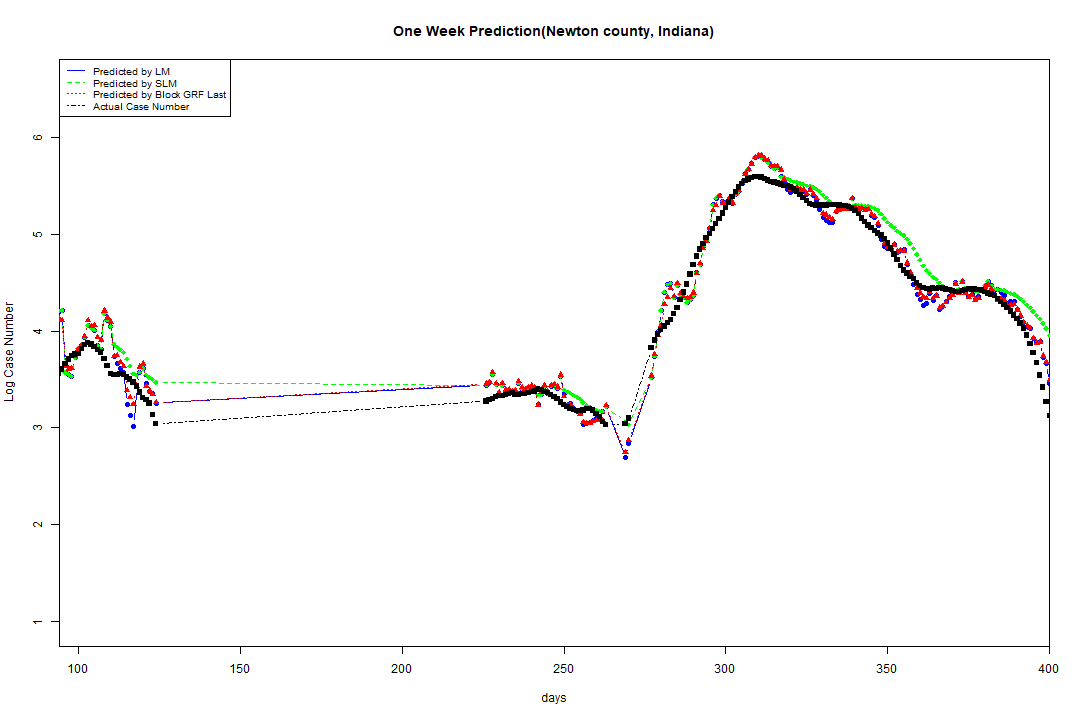 One Week Prediction(Newton county, Indiana)
Predicted by LM
Predicted by SLM
Predicted by Block GRF Last
Actual Case Number
Log Case Number
6
5
4
3
2
1
100 150 200 250 300 350 400
days